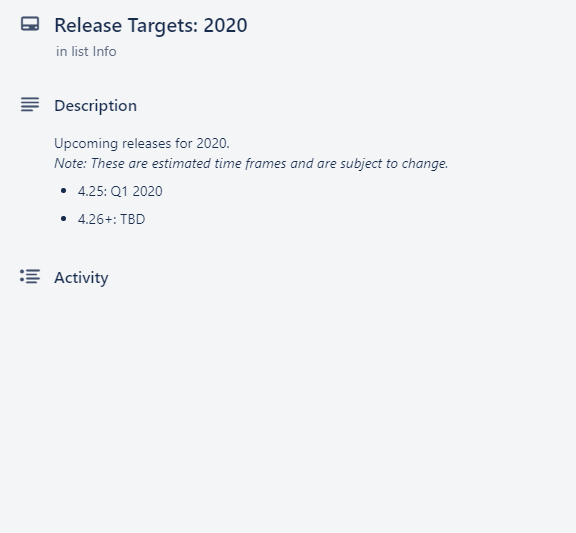 Release Targets: 2020
in list Info
Description
Upcoming releases for 2020.
Note: These are estimated time frames and are subject to change.
4.25: Q1 2020
4.26+: TBD
Activity